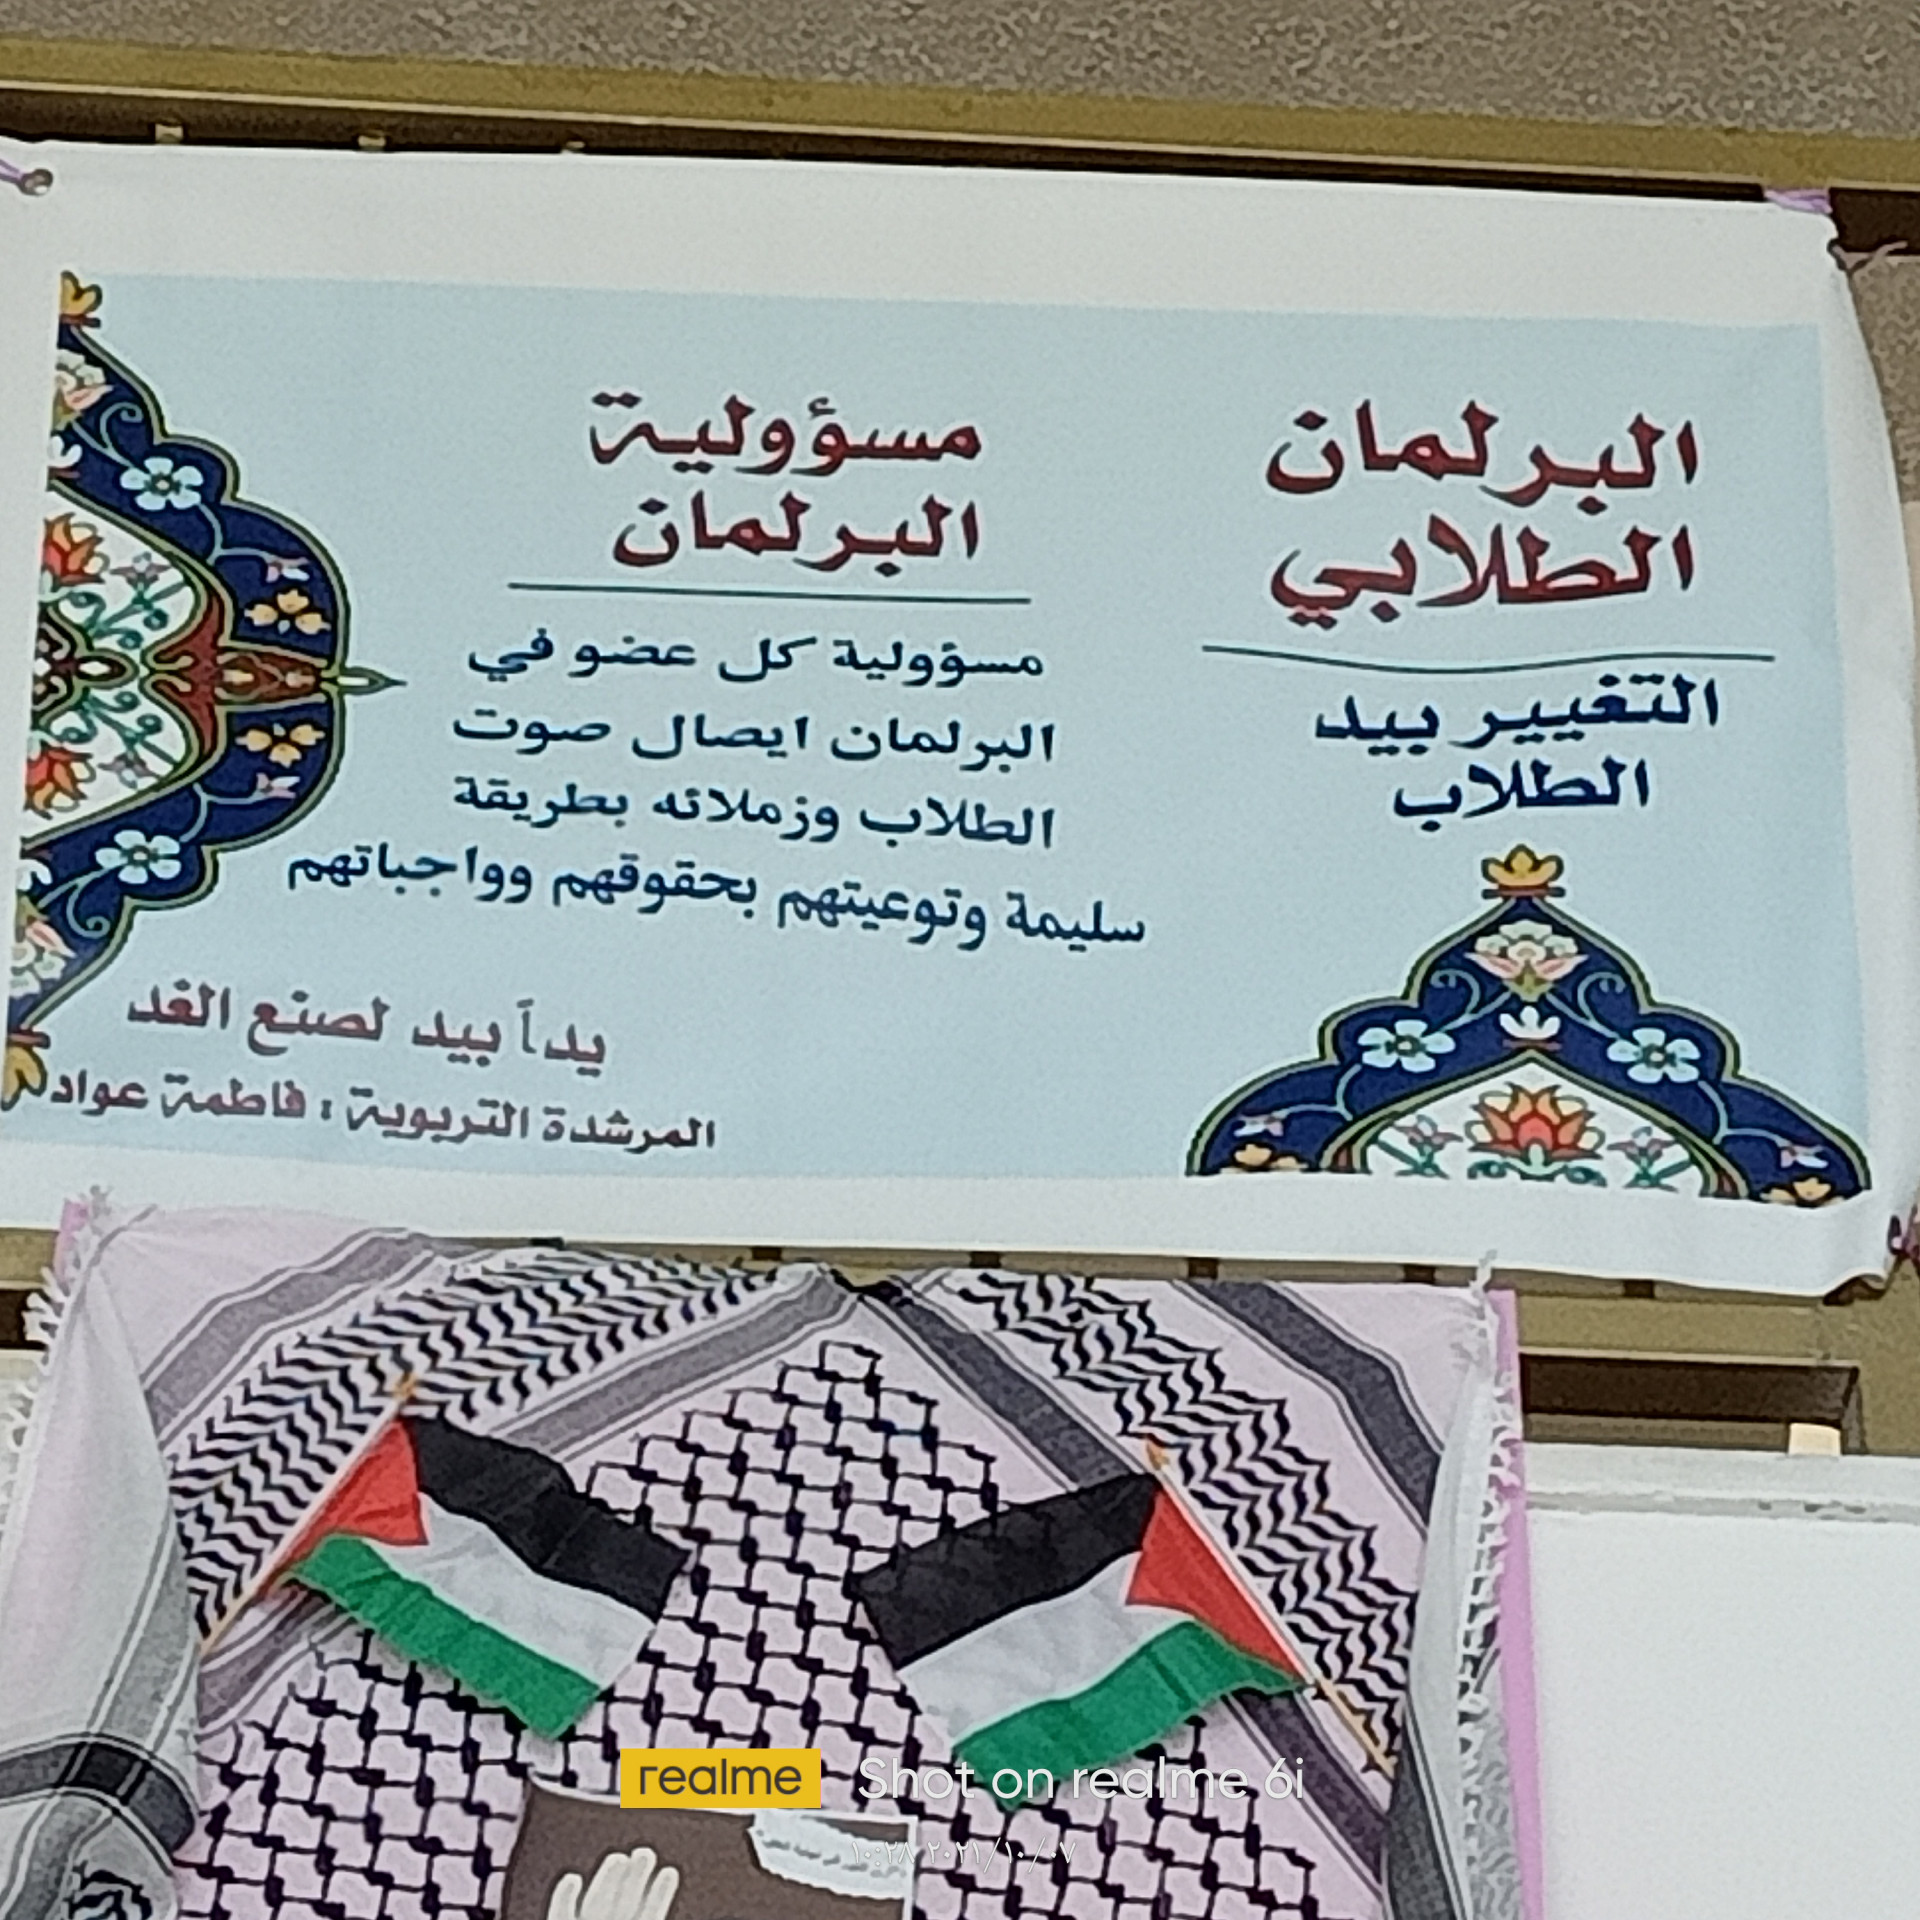 البرلمان
الطلابي
التغيير بيد
الطلاب
مسؤولية
البرلمان
مسؤولية كل عضو في
البرلمان ايصال صوت
الطلاب وزملائه بطريقة
سليمة وتوعيتهم بحقوقهم وواجباتهم
يداً بيد لصنع الغد
المرشدة التربوية : فاطمة عواد
realme Shot on realme 6i
٢٠٢١/١٠/٠٧ ١٠:٢٨